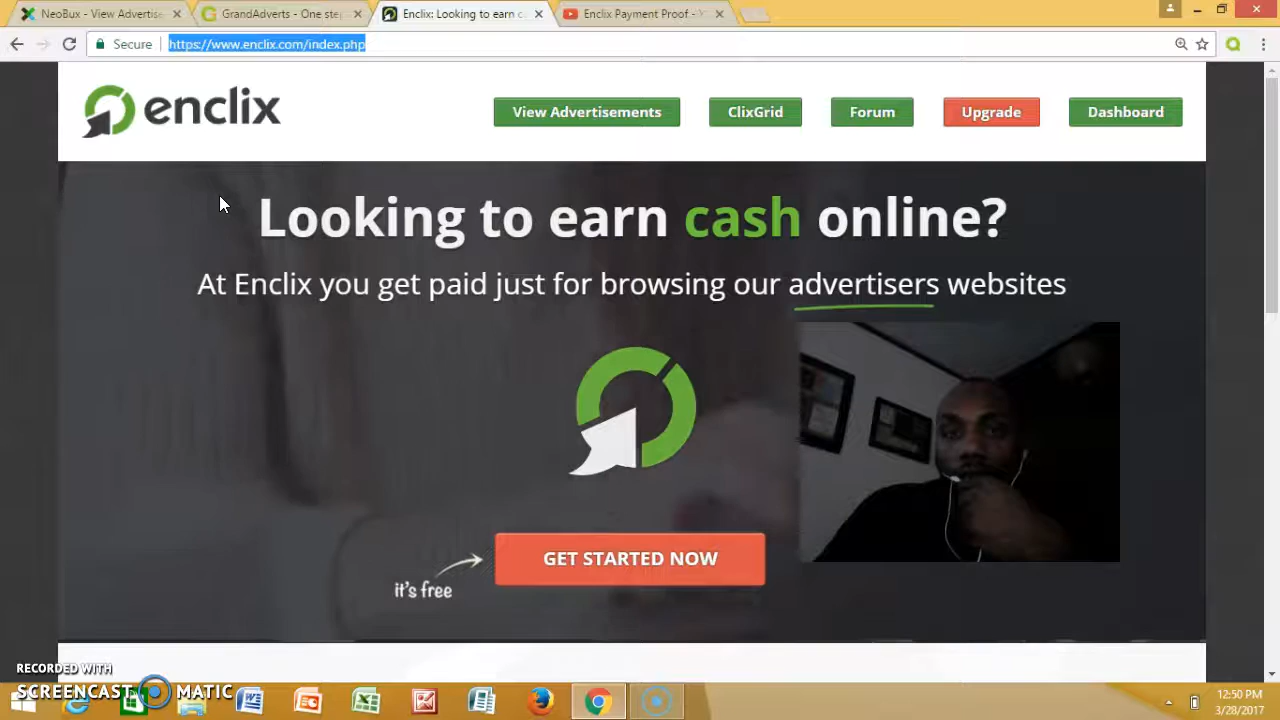 NeoBux - View Advertise
GrandAdverts - One step
Enclix: Looking to earn c
Enclix Payment Proof - Y
Secure
https://www.enclix.com/index.php
enclix
View Advertisements
ClixGrid
Forum
Upgrade
Dashboard
Looking to earn cash online?
At Enclix you get paid just for browsing our advertisers websites
GET STARTED NOW
it's free
RECORDED WITH
SCREENCAST MATIC
12:50 PM
3/28/2017